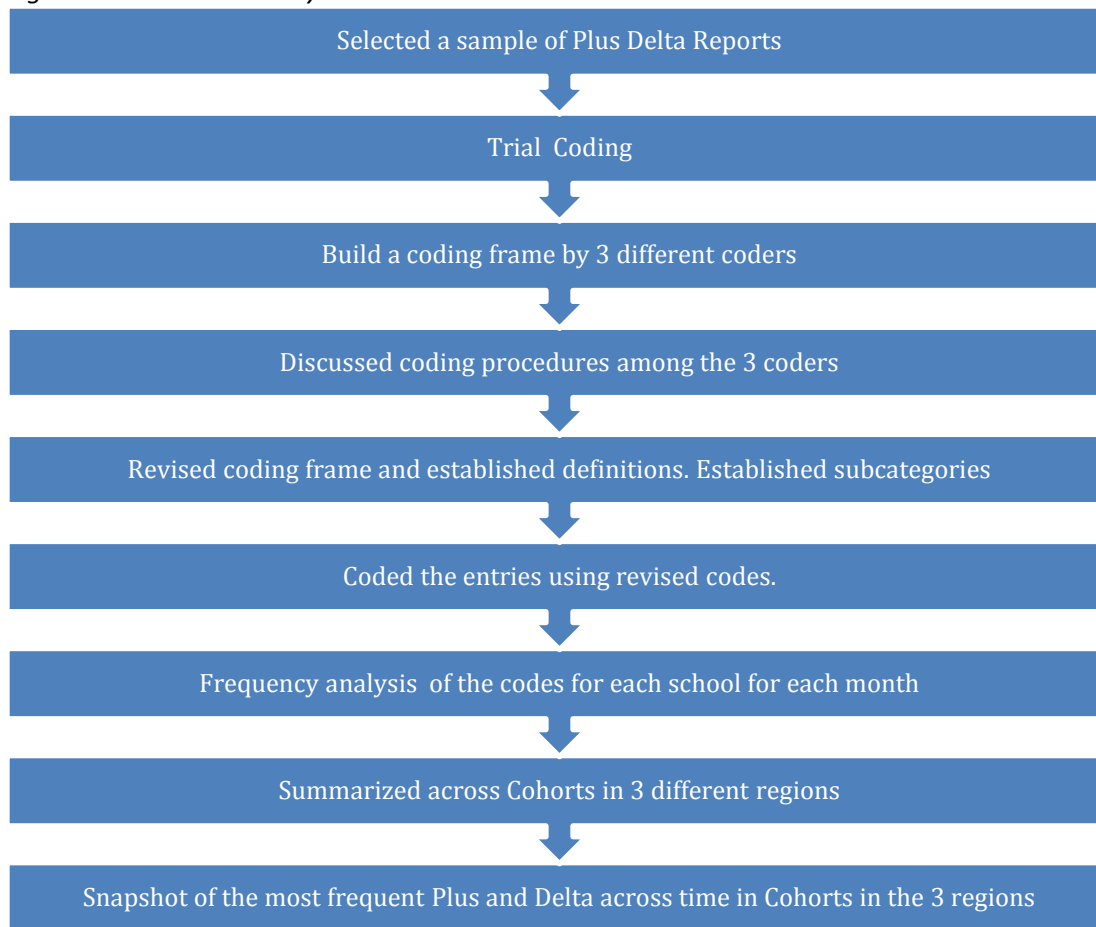 Selected a sample of Plus Delta Reports
Trial Coding
Build a coding frame by 3 different coders
Discussed coding procedures among the 3 coders
Revised coding frame and established definitions. Established subcategories
Coded the entries using revised codes.
Frequency analysis of the codes for each school for each month
Summarized across Cohorts in 3 different regions
Snapshot of the most frequent Plus and Delta across time in Cohorts in the 3 regions